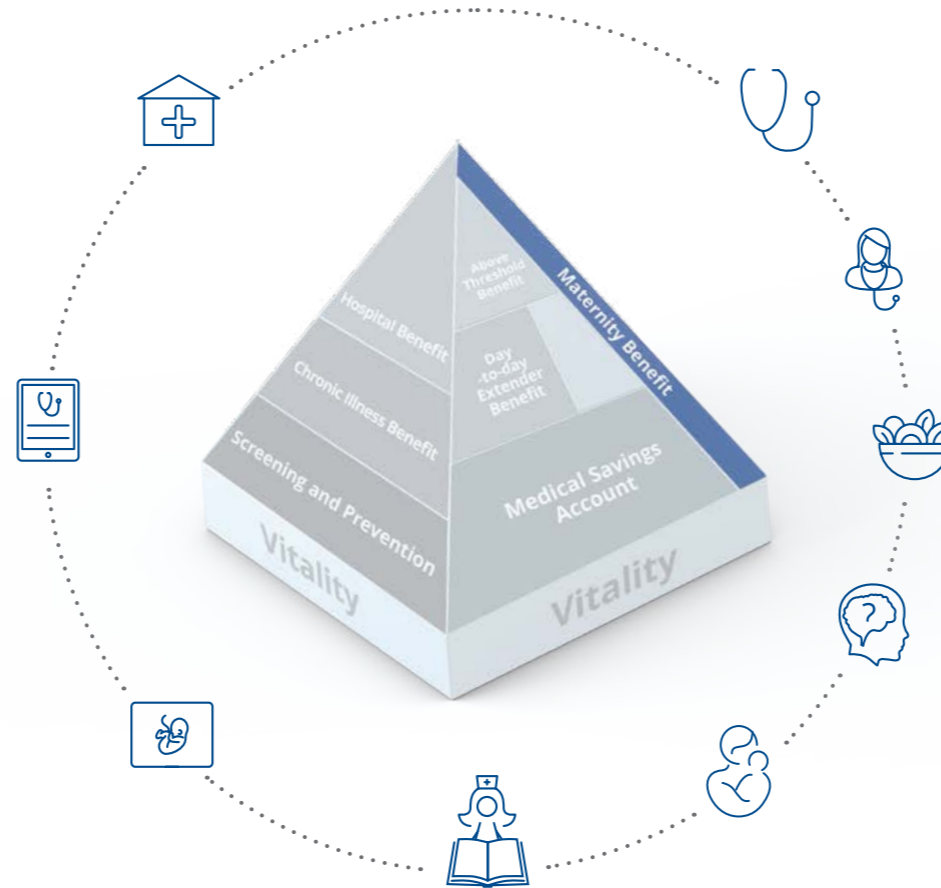 Above
Threshold
Benefit
Maternity Benefit
Hospital Benefit
Day
-to-day
Extender
Benefit
Chronic Illness Benefit
Screening and Prevention
Medical Savings
Account
Vitality
Vitality
?